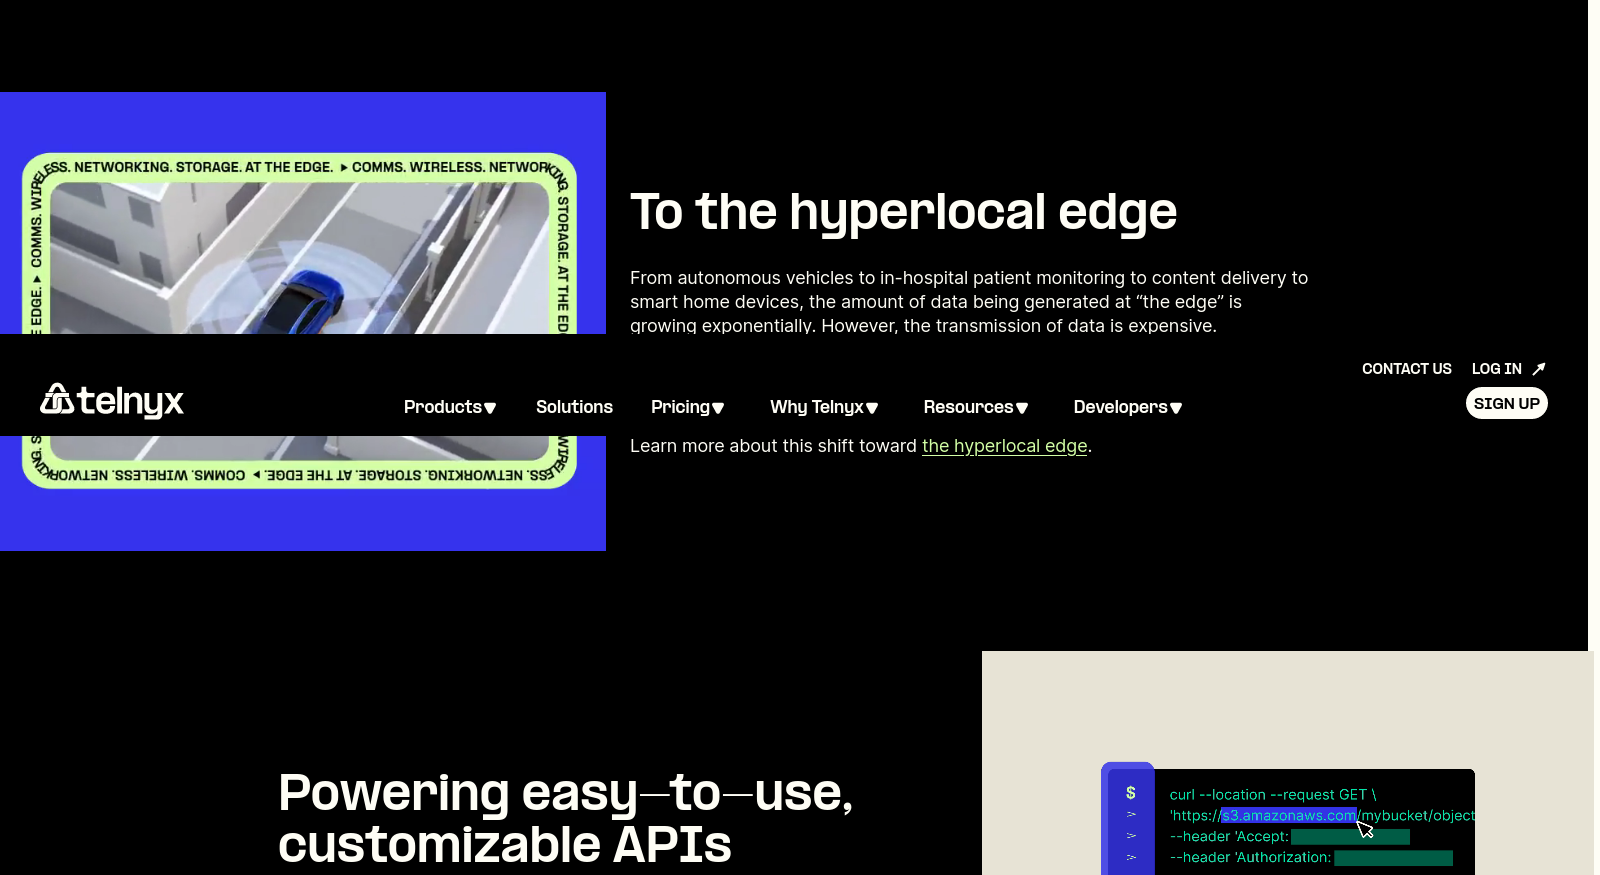 WIRELESS. NETWORKING. STORAGE. AT THE EDGE. ▶ COMMS. WIRELESS. NETWORKING. STORAGE. AT THE ED
EDGE. ▶ COMMS.
WIRELESS. NETWORKING. STORAGE. AT THE EDGE. ▶ COMMS. WIRELESS. NETWORKING. S
To the hyperlocal edge
From autonomous vehicles to in-hospital patient monitoring to content delivery to
smart home devices, the amount of data being generated at “the edge” is
growing exponentially. However, the transmission of data is expensive.
CONTACT US LOG IN
telnyx
Products Solutions Pricing Why Telnyx Resources Developers
SIGN UP
Learn more about this shift toward the hyperlocal edge.
Powering easy—to—use,
customizable APIs
$ curl --location --request GET \
> 'https://s3.amazonaws.com/mybucket/object
> --header 'Accept:
> --header 'Authorization: